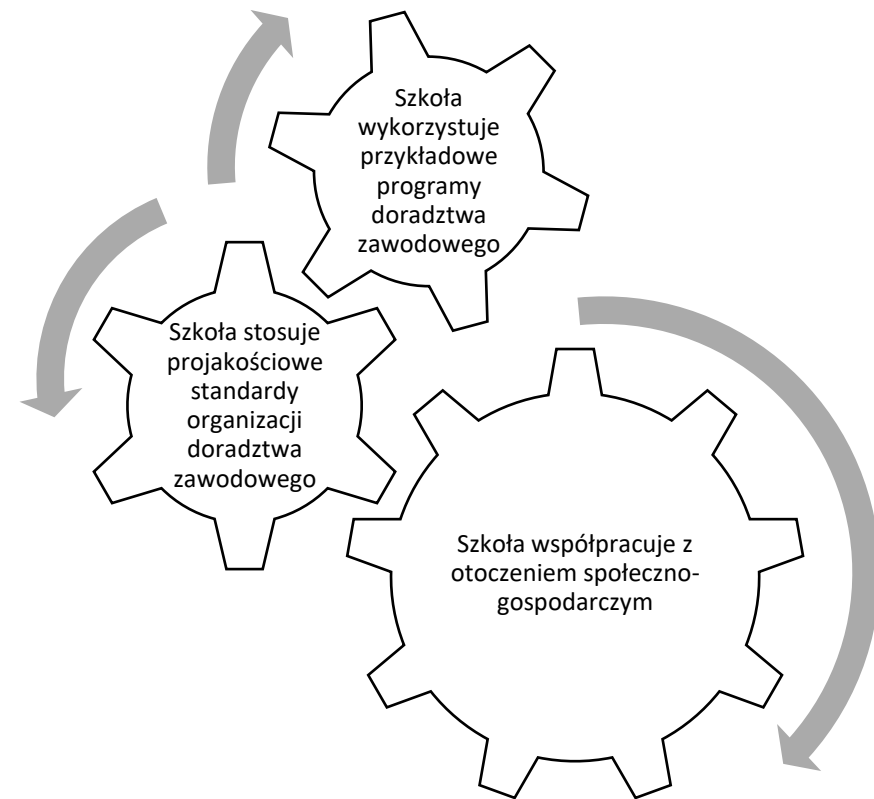 Szkoła
wykorzystuje
przykładowe
programy
doradztwa
zawodowego
Szkoła stosuje
projakościowe
standardy
organizacji
doradztwa
zawodowego
Szkoła współpracuje z
otoczeniem społeczno-
gospodarczym